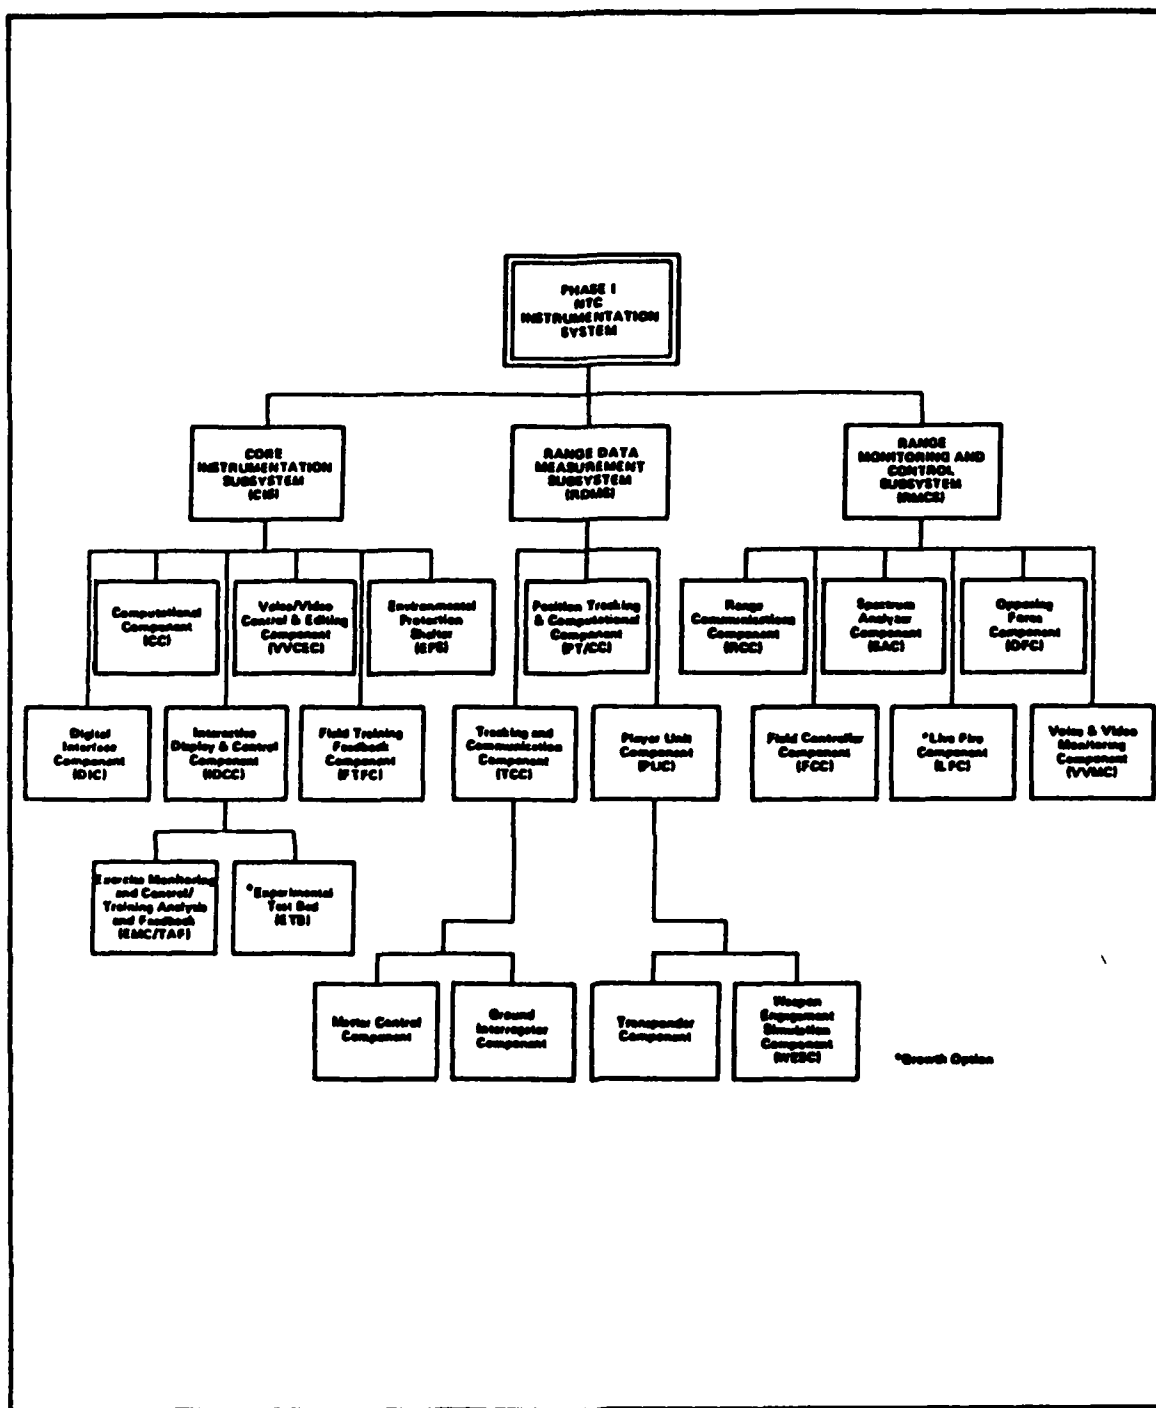 PHASE I
NTC
INSTRUMENTATION
SYSTEM
CORE
INSTRUMENTATION
SUBSYSTEM
(CIS)
RANGE DATA
MEASUREMENT
SUBSYSTEM
(RDMS)
RANGE
MONITORING AND
CONTROL
SUBSYSTEM
(RMCS)
Computational
Component
(CC)
Voice/Video
Control & Editing
Component
(VVCEC)
Environmental
Protection
Shelter
(EPS)
Position Tracking
& Computational
Component
(PT/CC)
Range
Communications
Component
(RCC)
Spectrum
Analyzer
Component
(SAC)
Opposing
Force
Component
(OFC)
Digital
Interface
Component
(DIC)
Interactive
Display & Control
Component
(IDCC)
Field Training
Feedback
Component
(FTFC)
Tracking and
Communication
Component
(TCC)
Player Unit
Component
(PUC)
Field Controller
Component
(FCC)
*Live Fire
Component
(LFC)
Voice & Video
Monitoring
Component
(VVMC)
Exercise Monitoring
and Control/
Training Analysis
and Feedback
(EMC/TAF)
*Experimental
Test Bed
(ETB)
Master Control
Component
Ground
Interrogator
Component
Transponder
Component
Weapon
Engagement
Simulation
Component
(WESC)
*Growth Option